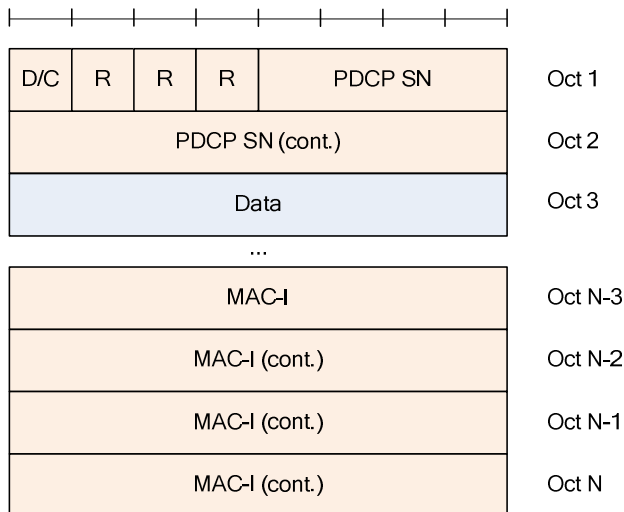 D/C R R R PDCP SN Oct 1
PDCP SN (cont.) Oct 2
Data Oct 3
...
MAC-I Oct N-3
MAC-I (cont.) Oct N-2
MAC-I (cont.) Oct N-1
MAC-I (cont.) Oct N